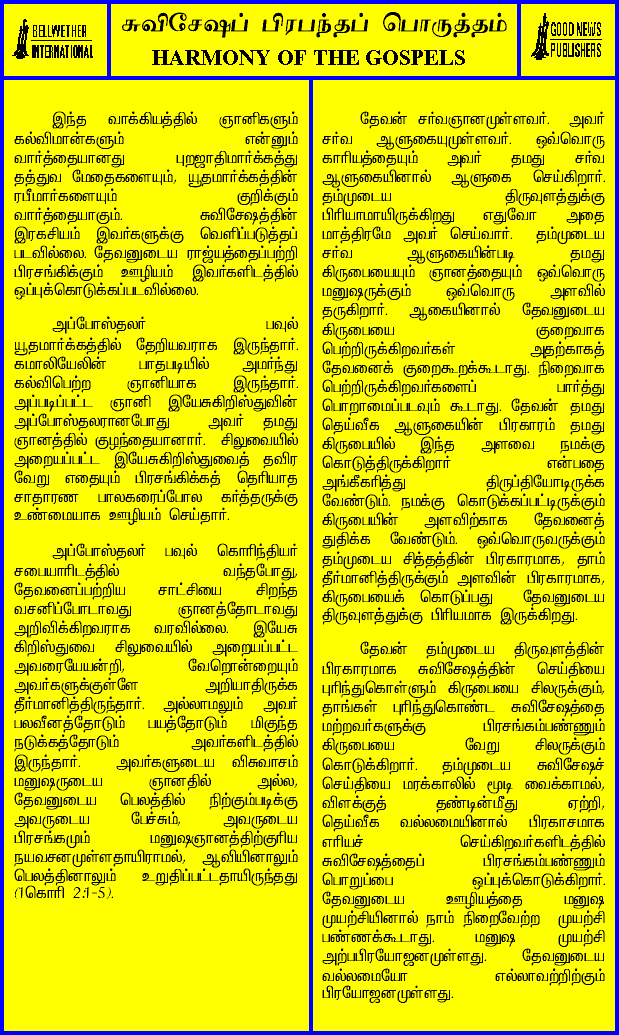 BELLWETHER
INTERNATIONAL
சுவிசேஷப் பிரபந்தப் பொருத்தம்
HARMONY OF THE GOSPELS
GOOD NEWS
PUBLISHERS
இந்த வாக்கியத்தில் ஞானிகளும்
கல்விமான்களும் என்னும்
வார்த்தையானது புறஜாதிமார்க்கத்து
தத்துவ மேதைகளையும், யூதமார்க்கத்தின்
ரபீமார்களையும் குறிக்கும்
வார்த்தையாகும். சுவிசேஷத்தின்
இரகசியம் இவர்களுக்கு வெளிப்படுத்தப்
படவில்லை. தேவனுடைய ராஜ்யத்தைப்பற்றி
பிரசங்கிக்கும் ஊழியம் இவர்களிடத்தில்
ஒப்புக்கொடுக்கப்படவில்லை.
அப்போஸ்தலர் பவுல்
யூதமார்க்கத்தில் தேறியவராக இருந்தார்.
கமாலியேலின் பாதபடியில் அமர்ந்து
கல்விபெற்ற ஞானியாக இருந்தார்.
அப்படிப்பட்ட ஞானி இயேசுகிறிஸ்துவின்
அப்போஸ்தலரானபோது அவர் தமது
ஞானத்தில் குழந்தையானார். சிலுவையில்
அறையப்பட்ட இயேசுகிறிஸ்துவைத் தவிர
வேறு எதையும் பிரசங்கிக்கத் தெரியாத
சாதாரண பாலகரைப்போல கர்த்தருக்கு
உண்மையாக ஊழியம் செய்தார்.
அப்போஸ்தலர் பவுல் கொரிந்தியர்
சபையாரிடத்தில் வந்தபோது,
தேவனைப்பற்றிய சாட்சியை சிறந்த
வசனிப்போடாவது ஞானத்தோடாவது
அறிவிக்கிறவராக வரவில்லை. இயேசு
கிறிஸ்துவை சிலுவையில் அறையப்பட்ட
அவரையேயன்றி, வேறொன்றையும்
அவர்களுக்குள்ளே அறியாதிருக்க
தீர்மானித்திருந்தார். அல்லாமலும் அவர்
பலவீனத்தோடும் பயத்தோடும் மிகுந்த
நடுக்கத்தோடும் அவர்களிடத்தில்
இருந்தார். அவர்களுடைய விசுவாசம்
மனுஷருடைய ஞானதில் அல்ல,
தேவனுடைய பெலத்தில் நிற்கும்படிக்கு
அவருடைய பேச்சும், அவருடைய
பிரசங்கமும் மனுஷஞானத்திற்குரிய
நயவசனமுள்ளதாயிராமல், ஆவியினாலும்
பெலத்தினாலும் உறுதிப்பட்டதாயிருந்தது
(1கொரி 2:1-5).
தேவன் சர்வஞானமுள்ளவர். அவர்
சர்வ ஆளுகையுமுள்ளவர். ஒவ்வொரு
காரியத்தையும் அவர் தமது சர்வ
ஆளுகையினால் ஆளுகை செய்கிறார்.
தம்முடைய திருவுளத்துக்கு
பிரியாமாயிருக்கிறது எதுவோ அதை
மாத்திரமே அவர் செய்வார். தம்முடைய
சர்வ ஆளுகையின்படி தமது
கிருபையையும் ஞானத்தையும் ஒவ்வொரு
மனுஷருக்கும் ஒவ்வொரு அளவில்
தருகிறார். ஆகையினால் தேவனுடைய
கிருபையை குறைவாக
பெற்றிருக்கிறவர்கள் அதற்காகத்
தேவனைக் குறைகூறக்கூடாது. நிறைவாக
பெற்றிருக்கிறவர்களைப் பார்த்து
பொறாமைப்படவும் கூடாது. தேவன் தமது
தெய்வீக ஆளுகையின் பிரகாரம் தமது
கிருபையில் இந்த அளவை நமக்கு
கொடுத்திருக்கிறார் என்பதை
அங்கீகரித்து திருப்தியோடிருக்க
வேண்டும். நமக்கு கொடுக்கப்பட்டிருக்கும்
கிருபையின் அளவிற்காக தேவனைத்
துதிக்க வேண்டும். ஒவ்வொருவருக்கும்
தம்முடைய சித்தத்தின் பிரகாரமாக, தாம்
தீர்மானித்திருக்கும் அளவின் பிரகாரமாக,
கிருபையைக் கொடுப்பது தேவனுடைய
திருவுளத்துக்கு பிரியமாக இருக்கிறது.
தேவன் தம்முடைய திருவுளத்தின்
பிரகாரமாக சுவிசேஷத்தின் செய்தியை
புரிந்துகொள்ளும் கிருபையை சிலருக்கும்,
தாங்கள் புரிந்துகொண்ட சுவிசேஷத்தை
மற்றவர்களுக்கு பிரசங்கம்பண்ணும்
கிருபையை வேறு சிலருக்கும்
கொடுக்கிறார். தம்முடைய சுவிசேஷச்
செய்தியை மரக்காலில் மூடி வைக்காமல்,
விளக்குத் தண்டின்மீது ஏற்றி,
தெய்வீக வல்லமையினால் பிரகாசமாக
எரியச் செய்கிறவர்களிடத்தில்
சுவிசேஷத்தைப் பிரசங்கம்பண்ணும்
பொறுப்பை ஒப்புக்கொடுக்கிறார்.
தேவனுடைய ஊழியத்தை மனுஷ
முயற்சியினால் நாம் நிறைவேற்ற முயற்சி
பண்ணக்கூடாது. மனுஷ முயற்சி
அற்பபிரயோஜனமுள்ளது. தேவனுடைய
வல்லமையோ எல்லாவற்றிற்கும்
பிரயோஜனமுள்ளது.